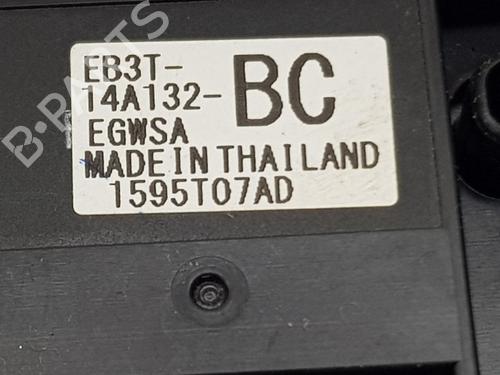 EB3T-
14A132- BC
EGWSA
MADE IN THAILAND
1595T07AD
B-PARTS